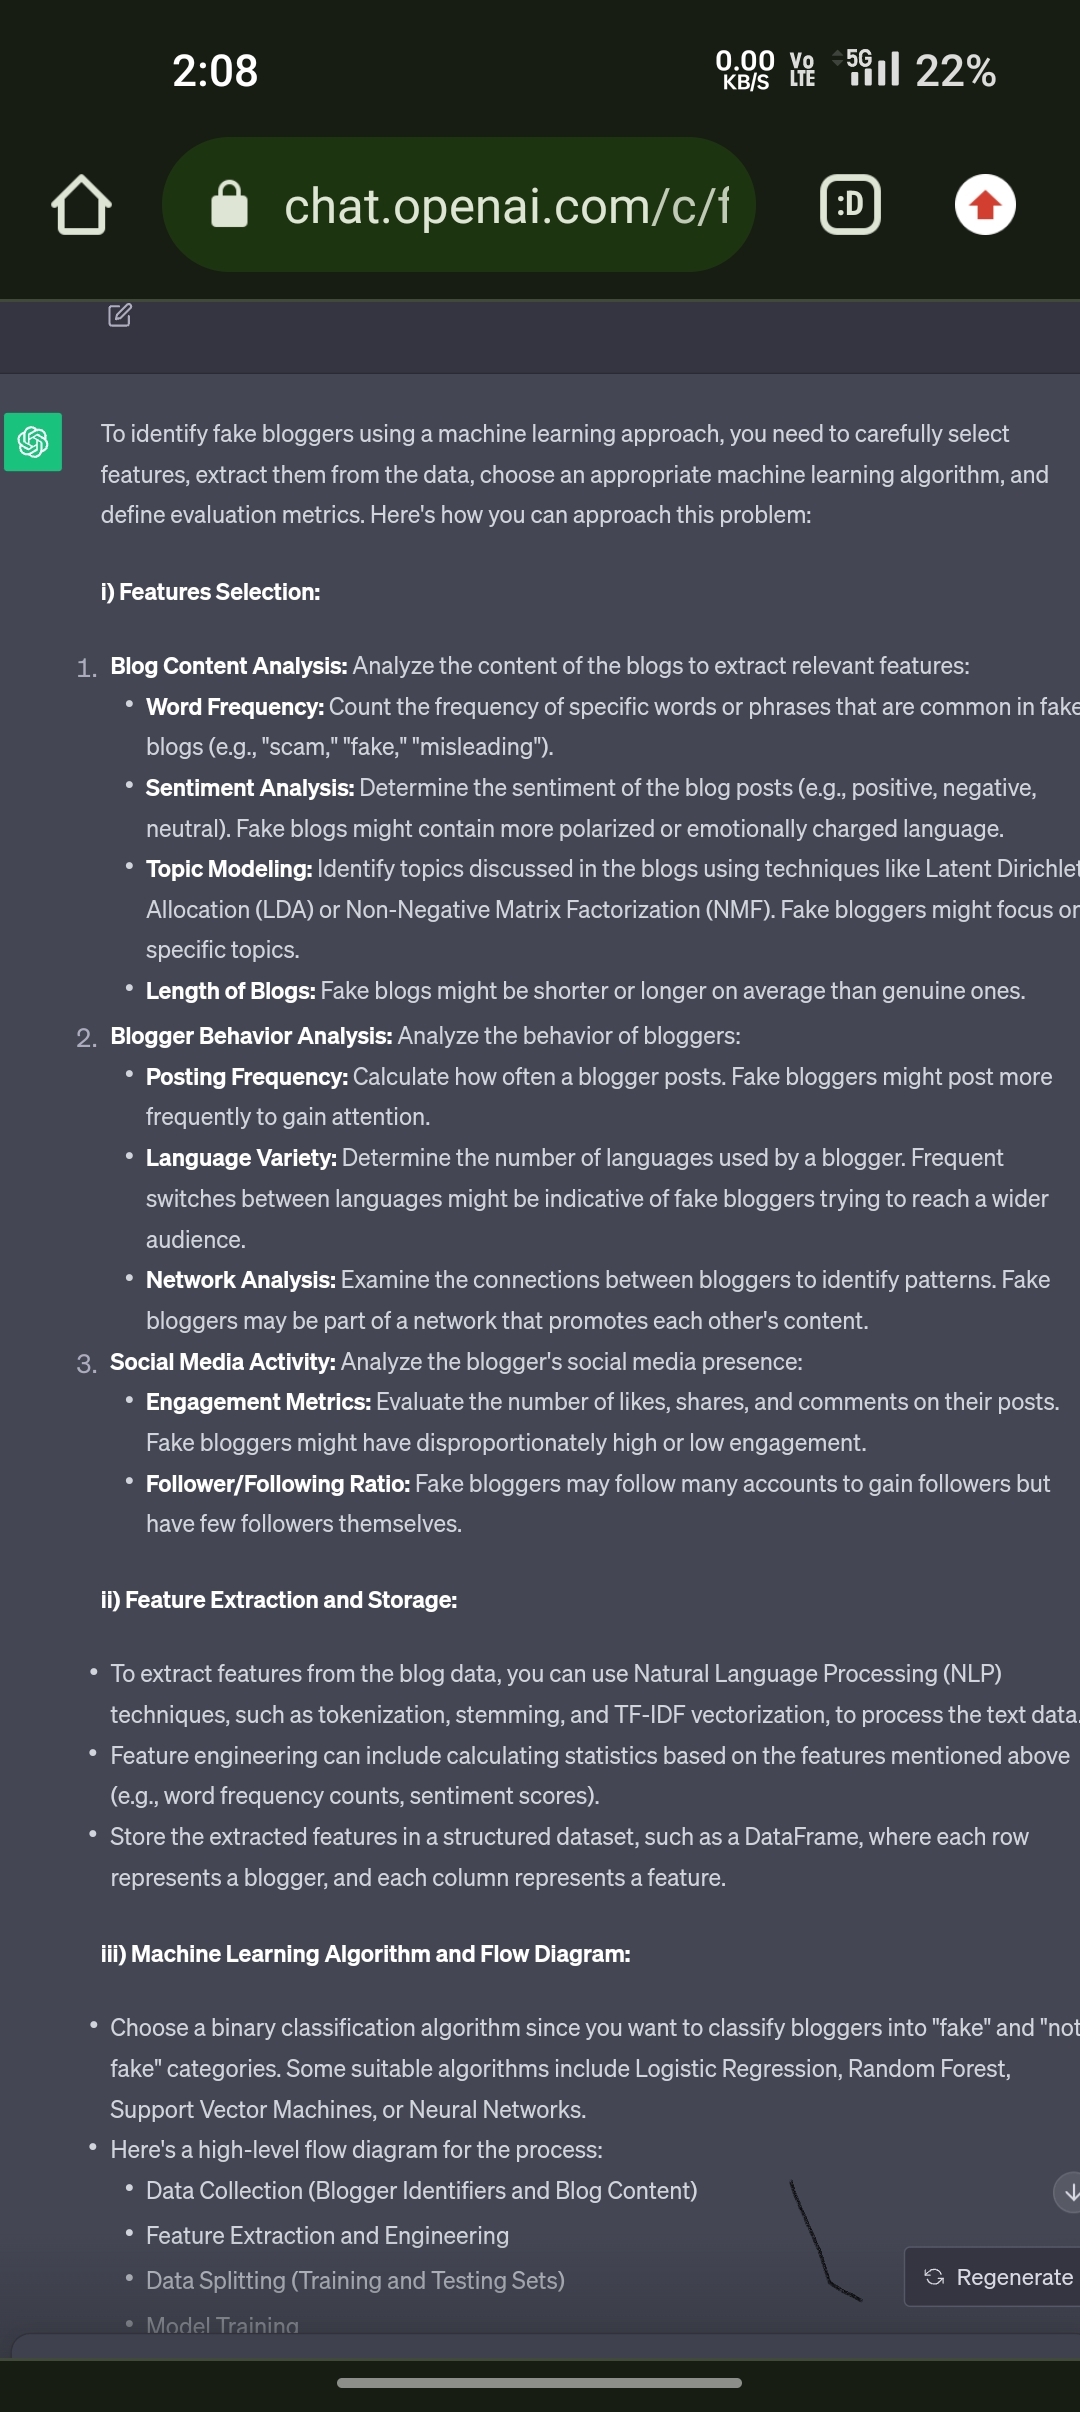 2:08
0.00
KB/S
Vo
LTE
5G
22%
chat.openai.com/c/f
:D
To identify fake bloggers using a machine learning approach, you need to carefully select
features, extract them from the data, choose an appropriate machine learning algorithm, and
define evaluation metrics. Here's how you can approach this problem:
i) Features Selection:
1. Blog Content Analysis: Analyze the content of the blogs to extract relevant features:
• Word Frequency: Count the frequency of specific words or phrases that are common in fake
blogs (e.g., "scam," "fake," "misleading").
• Sentiment Analysis: Determine the sentiment of the blog posts (e.g., positive, negative,
neutral). Fake blogs might contain more polarized or emotionally charged language.
• Topic Modeling: Identify topics discussed in the blogs using techniques like Latent Dirichlet
Allocation (LDA) or Non-Negative Matrix Factorization (NMF). Fake bloggers might focus on
specific topics.
• Length of Blogs: Fake blogs might be shorter or longer on average than genuine ones.
2. Blogger Behavior Analysis: Analyze the behavior of bloggers:
• Posting Frequency: Calculate how often a blogger posts. Fake bloggers might post more
frequently to gain attention.
• Language Variety: Determine the number of languages used by a blogger. Frequent
switches between languages might be indicative of fake bloggers trying to reach a wider
audience.
• Network Analysis: Examine the connections between bloggers to identify patterns. Fake
bloggers may be part of a network that promotes each other's content.
3. Social Media Activity: Analyze the blogger's social media presence:
• Engagement Metrics: Evaluate the number of likes, shares, and comments on their posts.
Fake bloggers might have disproportionately high or low engagement.
• Follower/Following Ratio: Fake bloggers may follow many accounts to gain followers but
have few followers themselves.
ii) Feature Extraction and Storage:
• To extract features from the blog data, you can use Natural Language Processing (NLP)
techniques, such as tokenization, stemming, and TF-IDF vectorization, to process the text data.
• Feature engineering can include calculating statistics based on the features mentioned above
(e.g., word frequency counts, sentiment scores).
• Store the extracted features in a structured dataset, such as a DataFrame, where each row
represents a blogger, and each column represents a feature.
iii) Machine Learning Algorithm and Flow Diagram:
• Choose a binary classification algorithm since you want to classify bloggers into "fake" and "not
fake" categories. Some suitable algorithms include Logistic Regression, Random Forest,
Support Vector Machines, or Neural Networks.
• Here's a high-level flow diagram for the process:
• Data Collection (Blogger Identifiers and Blog Content)
• Feature Extraction and Engineering
• Data Splitting (Training and Testing Sets)
Regenerate
• Model Training